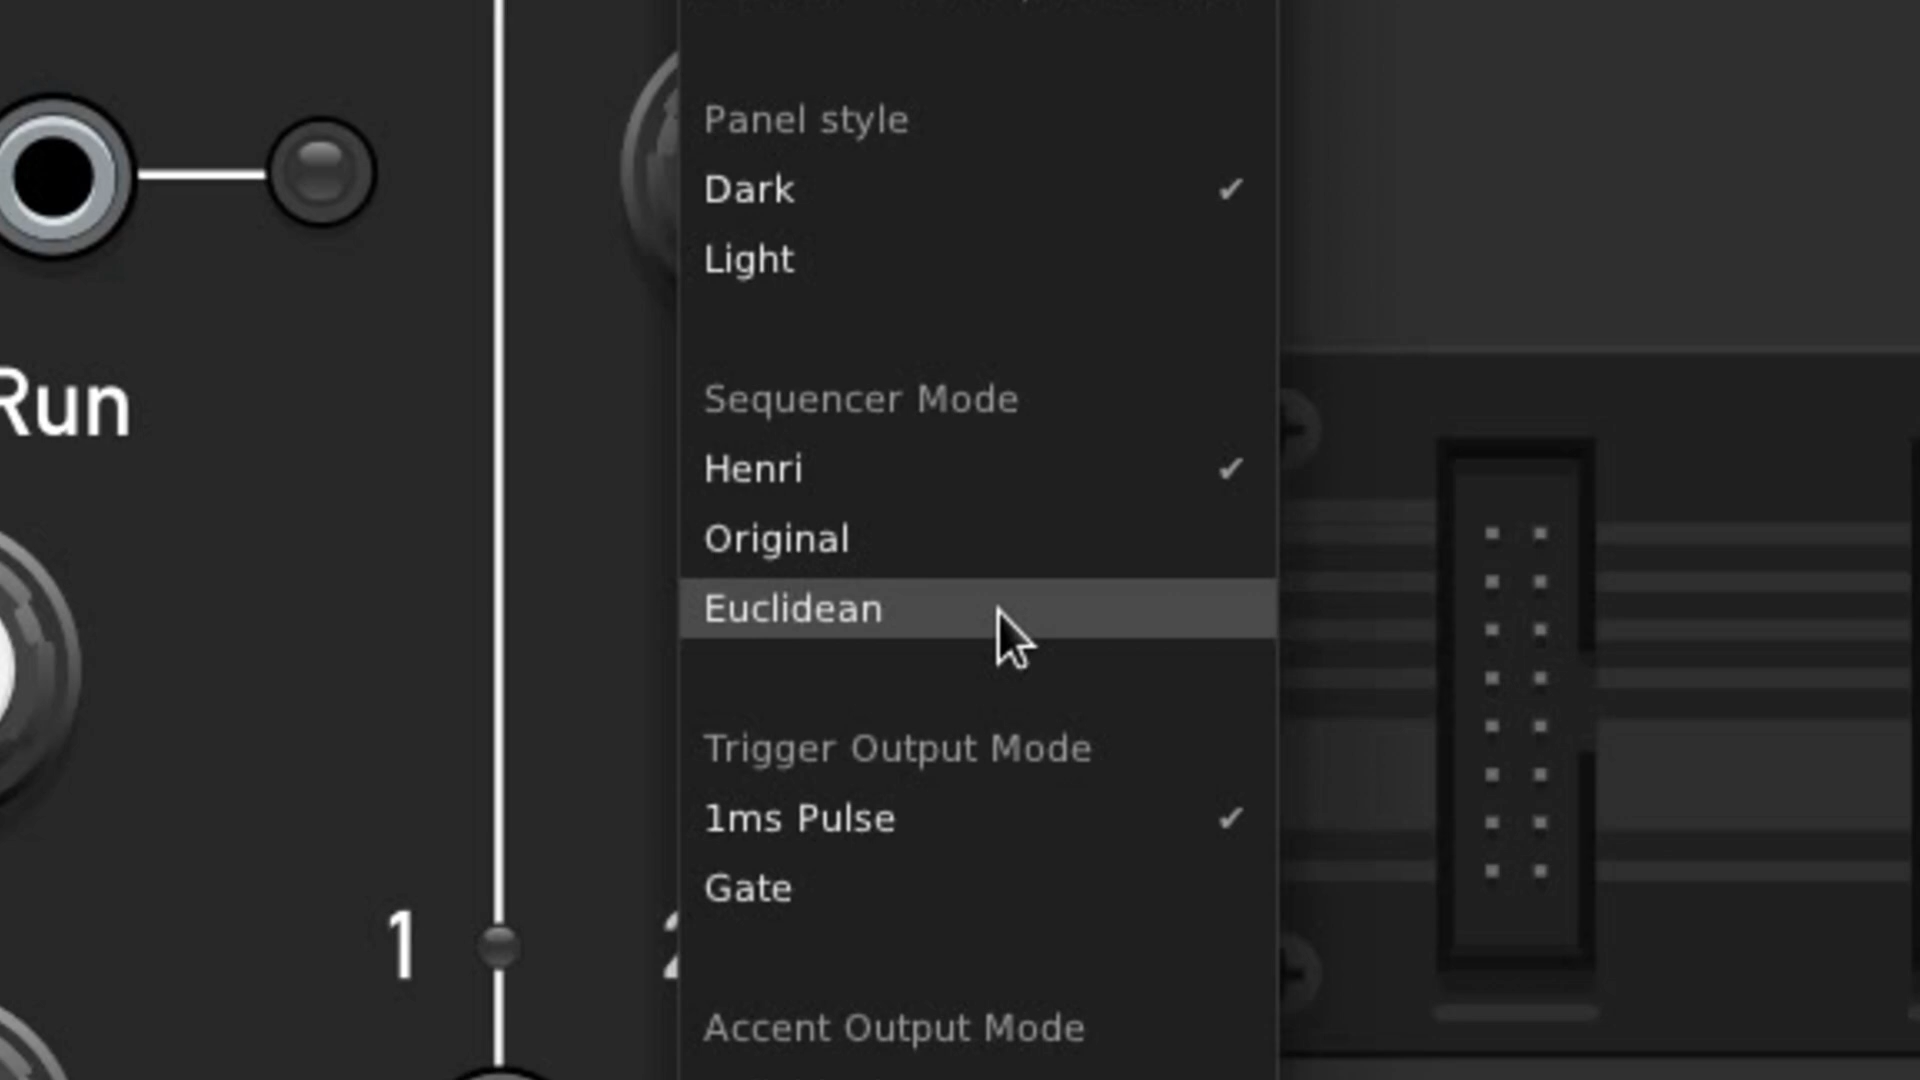 Panel style
Dark ✔
Light
Run
Sequencer Mode
Henri ✔
Original
Euclidean
Trigger Output Mode
1ms Pulse ✔
Gate
1
Accent Output Mode